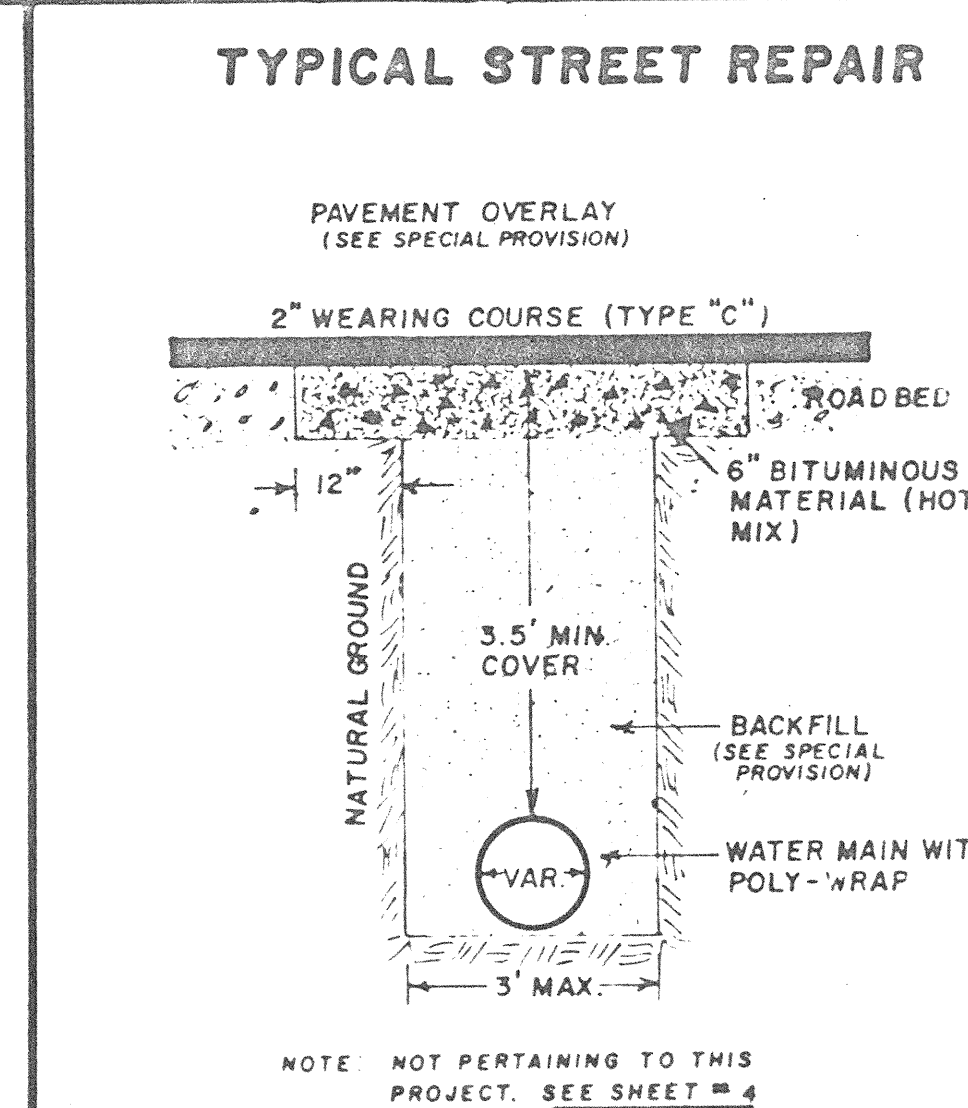 TYPICAL STREET REPAIR
PAVEMENT OVERLAY
(SEE SPECIAL PROVISION)
2" WEARING COURSE (TYPE "C")
ROAD BED
12"
6" BITUMINOUS
MATERIAL (HOT
MIX)
NATURAL GROUND
3.5' MIN.
COVER
BACKFILL
(SEE SPECIAL
PROVISION)
VAR.
WATER MAIN WIT
POLY-WRAP
3' MAX.
NOTE: NOT PERTAINING TO THIS
PROJECT. SEE SHEET # 4